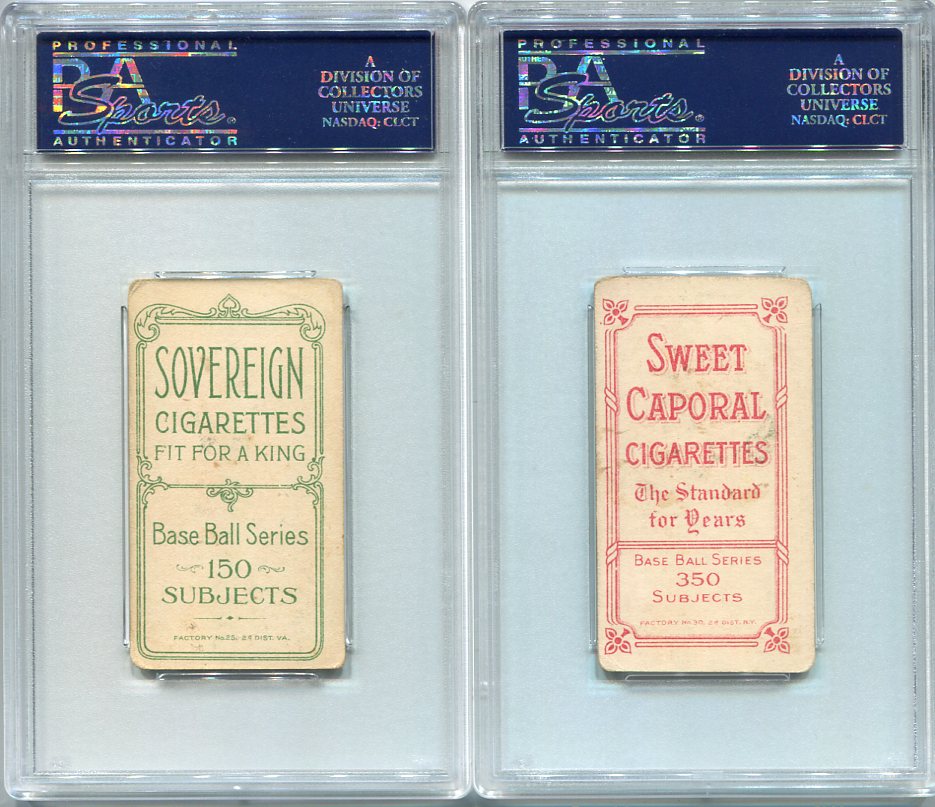 PROFESSIONAL
PSA
Sports®
AUTHENTICATOR
A
DIVISION OF
COLLECTORS
UNIVERSE
NASDAQ: CLCT
SOVEREIGN
CIGARETTES
FIT FOR A KING
Base Ball Series
150
SUBJECTS
FACTORY No. 25, 2d DIST. VA.
PROFESSIONAL
PSA
Sports®
AUTHENTICATOR
A
DIVISION OF
COLLECTORS
UNIVERSE
NASDAQ: CLCT
SWEET
CAPORAL
CIGARETTES
The Standard
for Years
BASE BALL SERIES
350
SUBJECTS
FACTORY No 30, 2d DIST. N.Y.